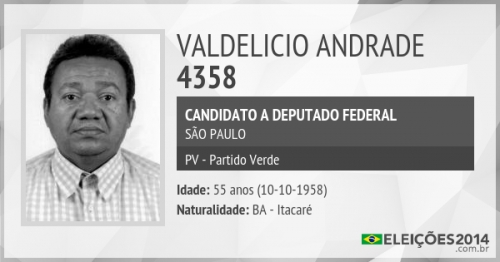 VALDELICIO ANDRADE
4358
CANDIDATO A DEPUTADO FEDERAL
SÃO PAULO
PV - Partido Verde
Idade: 55 anos (10-10-1958)
Naturalidade: BA - Itacaré
ELEIÇÕES2014
.com.br